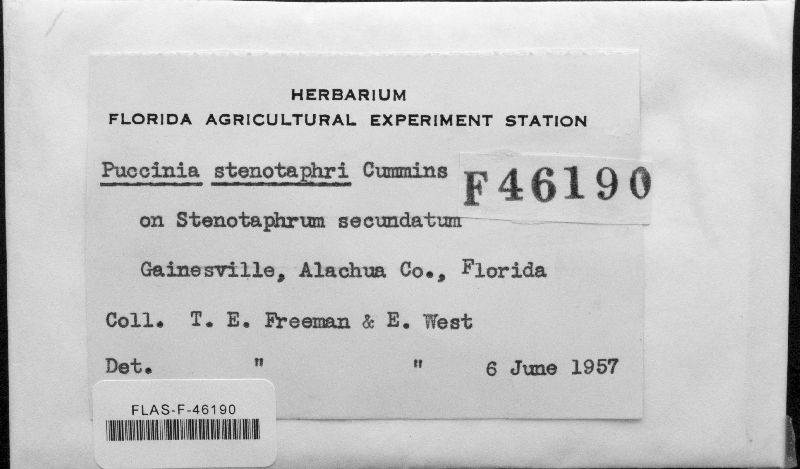 HERBARIUM
FLORIDA AGRICULTURAL EXPERIMENT STATION
Puccinia stenotaphri Cummins
F46190
on Stenotaphrum secundatum
Gainesville, Alachua Co., Florida
Coll. T. E. Freeman & E. West
Det. " " 6 June 1957
FLAS-F-46190